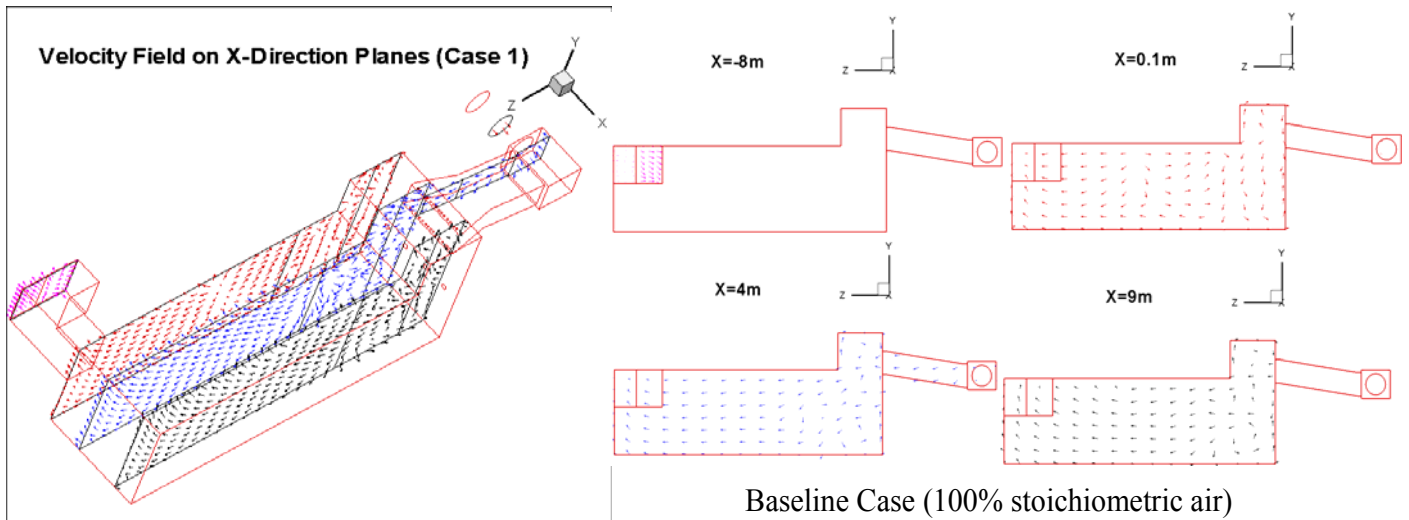 Velocity Field on X-Direction Planes (Case 1)
Y
Z
X
X=-8m
Y
Z
X
X=0.1m
Y
Z
X
X=4m
Y
Z
X
X=9m
Y
Z
X
Baseline Case (100% stoichiometric air)